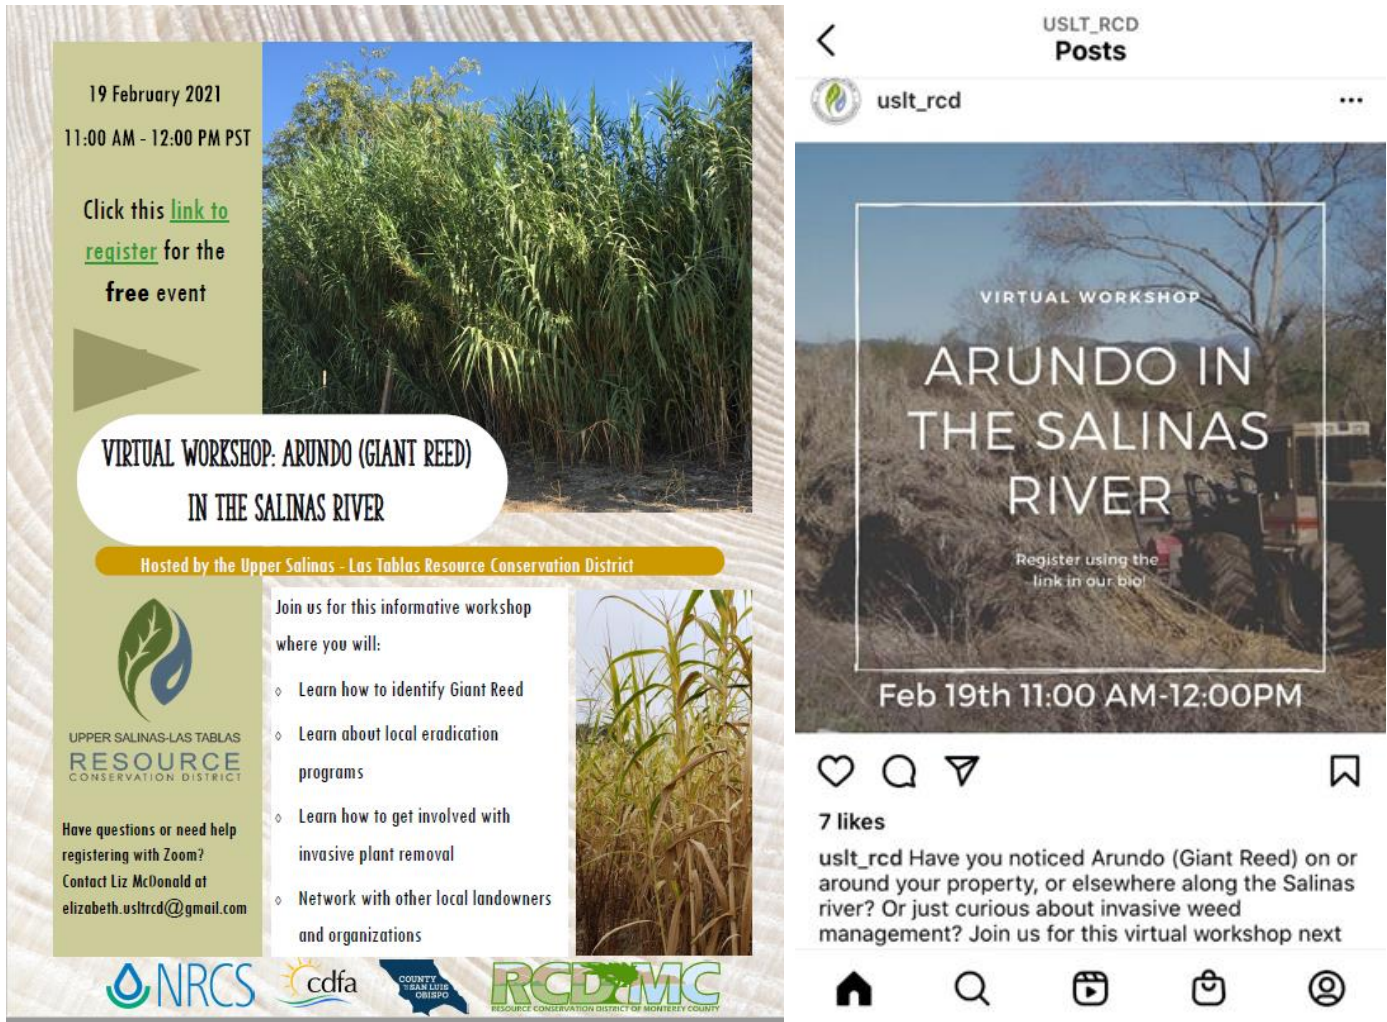 19 February 2021
11:00 AM - 12:00 PM PST
Click this link to
register for the
free event
VIRTUAL WORKSHOP: ARUNDO (GIANT REED)
IN THE SALINAS RIVER
Hosted by the Upper Salinas - Las Tablas Resource Conservation District
UPPER SALINAS-LAS TABLAS
RESOURCE
CONSERVATION DISTRICT
Have questions or need help
registering with Zoom?
Contact Liz McDonald at
elizabeth.usltrcd@gmail.com
Join us for this informative workshop
where you will:
◊ Learn how to identify Giant Reed
◊ Learn about local eradication
programs
◊ Learn how to get involved with
invasive plant removal
◊ Network with other local landowners
and organizations
NRCS
cdfa
COUNTY
OF SAN LUIS
OBISPO
RCDMC
RESOURCE CONSERVATION DISTRICT OF MONTEREY COUNTY
USLT_RCD
Posts
uslt_rcd
VIRTUAL WORKSHOP
ARUNDO IN
THE SALINAS
RIVER
Register using the
link in our bio!
Feb 19th 11:00 AM-12:00PM
7 likes
uslt_rcd Have you noticed Arundo (Giant Reed) on or
around your property, or elsewhere along the Salinas
river? Or just curious about invasive weed
management? Join us for this virtual workshop next